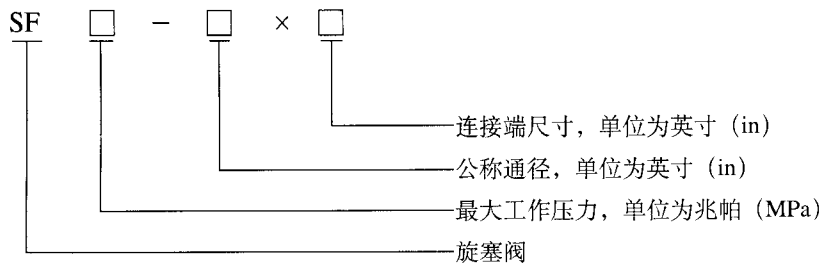 SF □ － □ × □
连接端尺寸，单位为英寸（in）
公称通径，单位为英寸（in）
最大工作压力，单位为兆帕（MPa）
旋塞阀